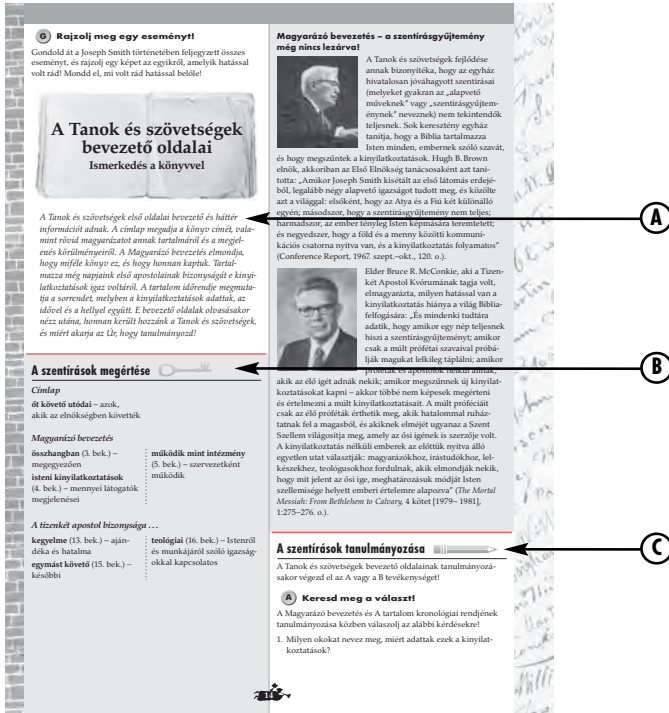 G Rajzolj meg egy eseményt!
Gondold át a Joseph Smith történetében feljegyzett összes
eseményt, és rajzolj egy képet az egyikről, amelyik hatással
volt rád! Mondd el, mi volt rád hatással belőle!
A Tanok és szövetségek
bevezető oldalai
Ismerkedés a könyvvel
A Tanok és szövetségek első oldalai bevezető és háttér
információt adnak. A címlap megadja a könyv címét, vala-
mint rövid magyarázatot annak tartalmáról és a megjel-
enés körülményeiről. A Magyarázó bevezetés elmondja,
hogy miféle könyv ez, és hogy honnan kaptuk. Tartal-
mazza még napjaink első apostolainak bizonyságát e kinyi-
latkoztatások igaz voltáról. A tartalom időrendje megmuta-
tja a sorrendet, melyben a kinyilatkoztatások adattak, az
idővel és a hellyel együtt. E bevezető oldalak olvasásakor
nézz utána, honnan került hozzánk a Tanok és szövetségek,
és miért akarja az Úr, hogy tanulmányozd!
A szentírások megértése
Címlap
őt követő utódai – azok,
akik az elnökségben követték
Magyarázó bevezetés
összhangban (3. bek.) –
megegyezően
isteni kinyilatkoztatások
(4. bek.) – mennyei látogatók
megjelenései
működik mint intézmény
(5. bek.) – szervezetként
működik
A tizenkét apostol bizonysága . . .
kegyelme (13. bek.) – aján-
déka és hatalma
egymást követő (15. bek.) –
későbbi
teológiai (16. bek.) – Istenről
és munkájáról szóló igazság-
okkal kapcsolatos
Magyarázó bevezetés – a szentírásgyűjtemény
még nincs lezárva!
A Tanok és szövetségek fejlődése
annak bizonyítéka, hogy az egyház
hivatalosan jóváhagyott szentírásai
(melyeket gyakran az „alapvető
műveknek” vagy „szentírásgyűjtem-
énynek” neveznek) nem tekintendők
teljesnek. Sok keresztény egyház
tanítja, hogy a Biblia tartalmazza
Isten minden, embernek szóló szavát,
és hogy megszűntek a kinyilatkoztatások. Hugh B. Brown
elnök, akkoriban az Első Elnökség tanácsosaként azt taní-
totta: „Amikor Joseph Smith kisétált az első látomás erdejé-
ből, legalább négy alapvető igazságot tudott meg, és közölte
azt a világgal: elsőként, hogy az Atya és a Fiú két különálló
egyén; másodszor, hogy a szentírásgyűjtemény nem teljes;
harmadszor, az ember tényleg Isten képmására teremtetett;
és negyedszer, hogy a föld és a menny közötti kommuni-
kációs csatorna nyitva van, és a kinyilatkoztatás folyamatos”
(Conference Report, 1967. szept.–okt., 120. o.).
Elder Bruce R. McConkie, aki a Tizen-
két Apostol Kvórumának tagja volt,
elmagyarázta, milyen hatással van a
kinyilatkoztatás hiánya a világ Biblia-
felfogására: „És mindenki tudtára
adatik, hogy amikor egy nép teljesnek
hiszi a szentírásgyűjteményt; amikor
csak a múlt prófétai szavaival próbá-
lják magukat lelkileg táplálni; amikor
próféták és apostolok nélkül állnak,
akik az élő igét adnák nekik; amikor megszűnnek új kinyilat-
koztatásokat kapni – akkor többé nem képesek megérteni
és értelmezni a múlt kinyilatkoztatásait. A múlt próféciáit
csak az élő próféták érthetik meg, akik hatalommal ruház-
tatnak fel a magasból, és akiknek elméjét ugyanaz a Szent
Szellem világosítja meg, amely az ősi igének is szerzője volt.
A kinyilatkoztatás nélküli emberek az előttük nyitva álló
egyetlen utat választják: magyarázókhoz, írástudókhoz, lel-
készekhez, teológusokhoz fordulnak, akik elmondják nekik,
hogy mit jelent az ősi ige, meghatározásuk módját Isten
szellemisége helyett emberi értelemre alapozva” (The Mortal
Messiah: From Bethlehem to Calvary, 4 kötet [1979– 1981],
1:275–276. o.).
A szentírások tanulmányozása
A Tanok és szövetségek bevezető oldalainak tanulmányozá-
sakor végezd el az A vagy a B tevékenységet!
A Keresd meg a választ!
A Magyarázó bevezetés és A tartalom kronológiai rendjének
tanulmányozása közben válaszolj az alábbi kérdésekre!
1. Milyen okokat nevez meg, miért adattak ezek a kinyilat-
koztatások?
14
A
B
C